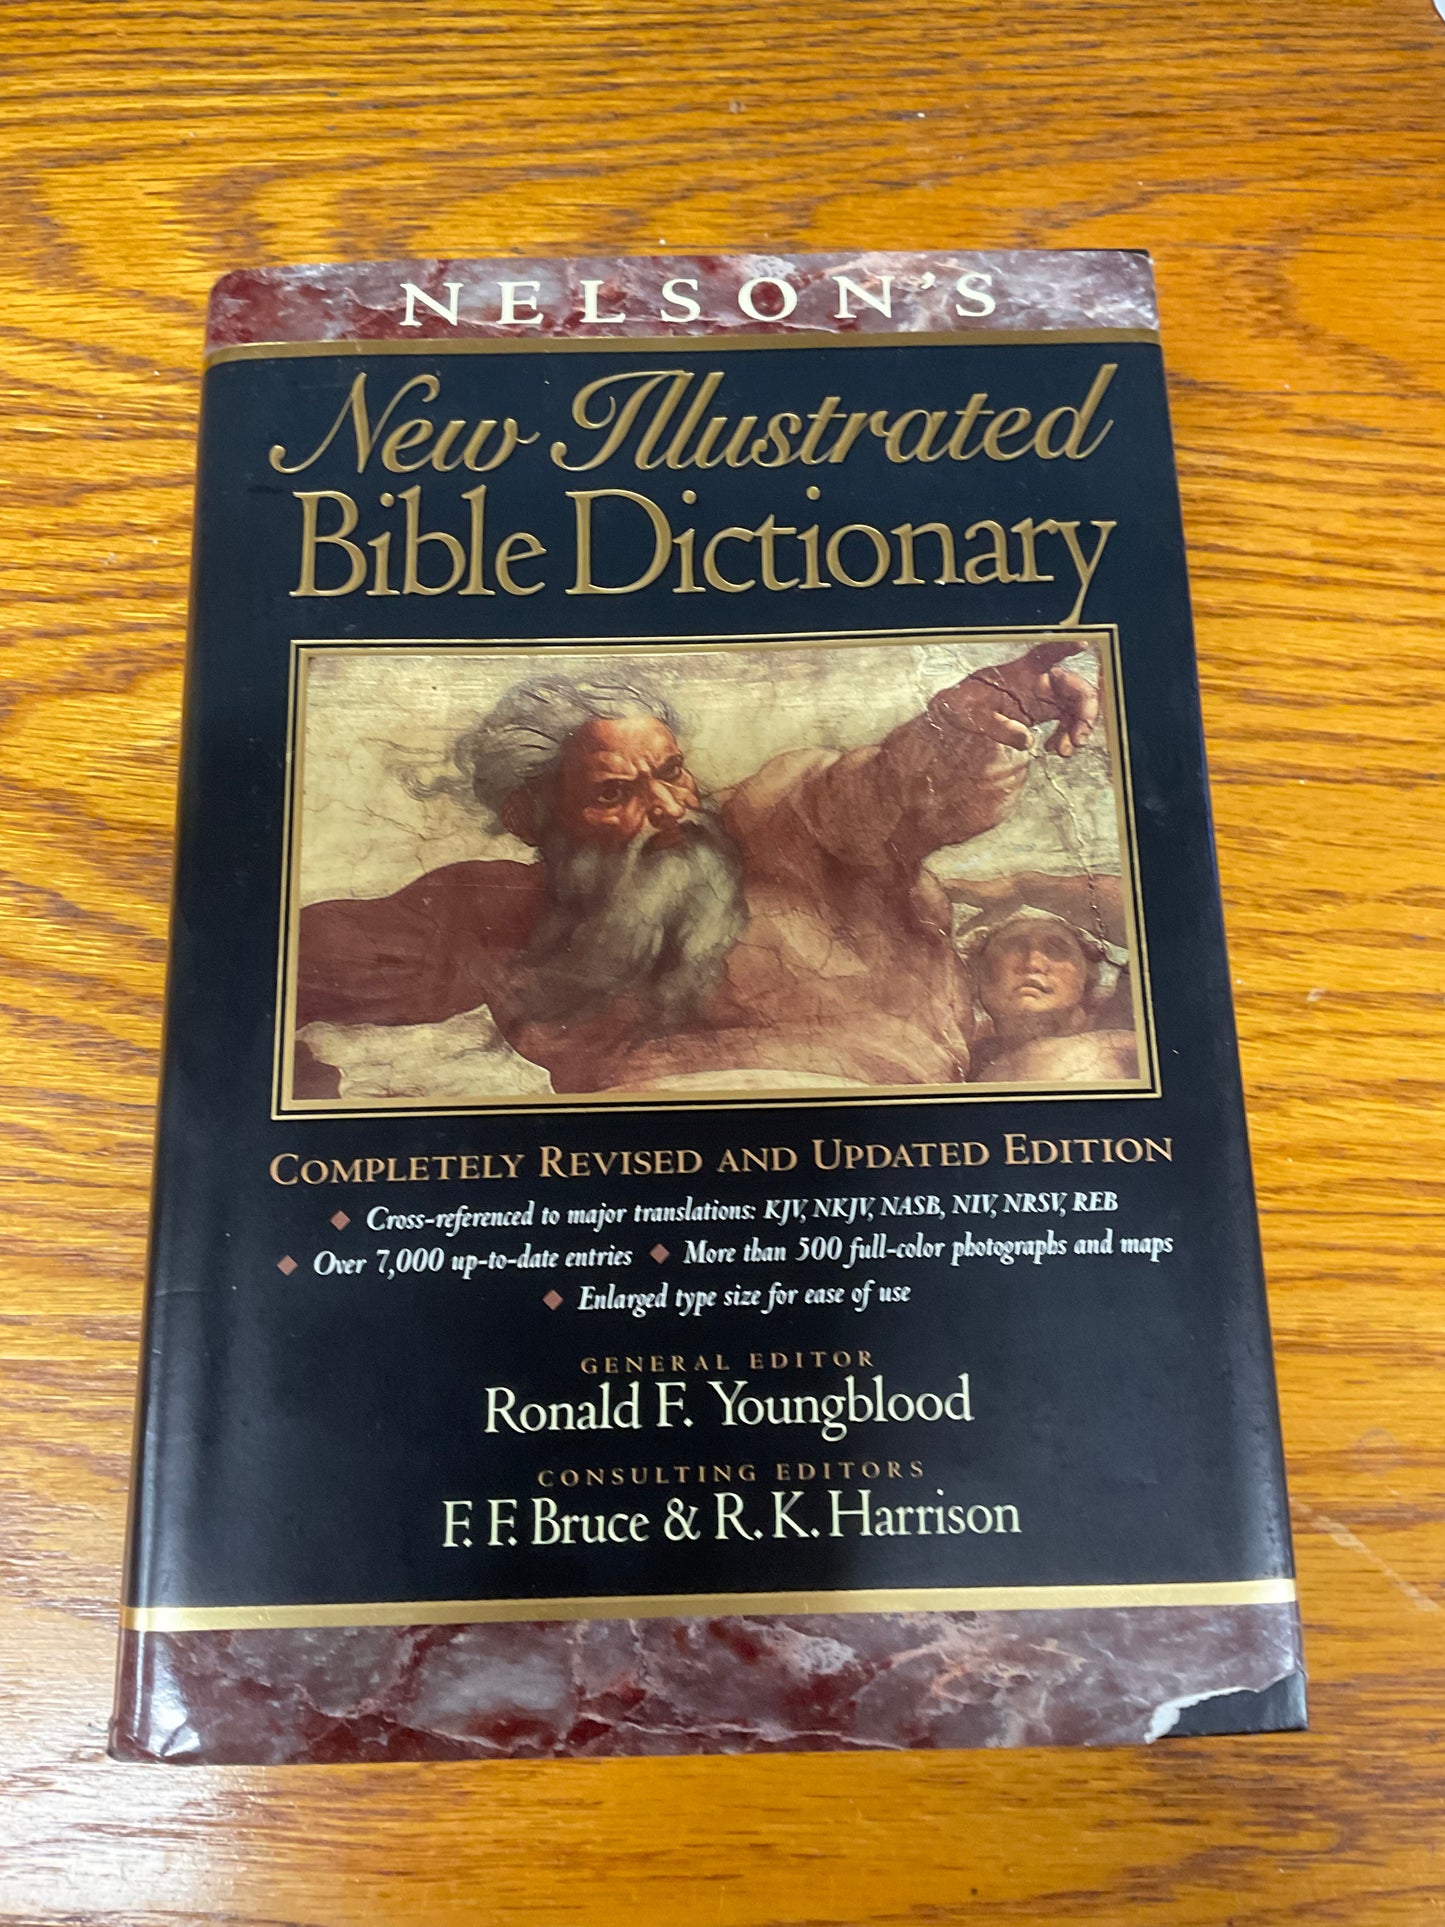 NELSON'S
New Illustrated
Bible Dictionary
COMPLETELY REVISED AND UPDATED EDITION
◆ Cross-referenced to major translations: KJV, NKJV, NASB, NIV, NRSV, REB
◆ Over 7,000 up-to-date entries ◆ More than 500 full-color photographs and maps
◆ Enlarged type size for ease of use
GENERAL EDITOR
Ronald F. Youngblood
CONSULTING EDITORS
F. F. Bruce & R. K. Harrison